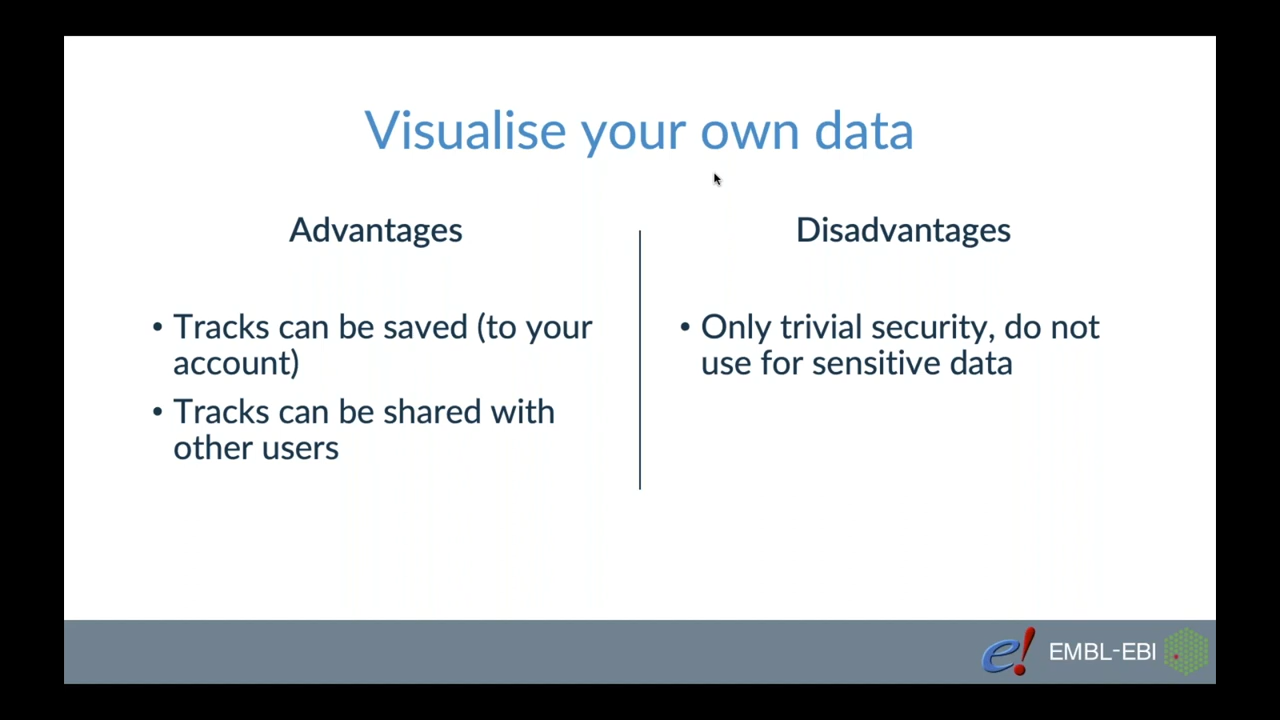 Visualise your own data
Advantages
• Tracks can be saved (to your
account)
• Tracks can be shared with
other users
Disadvantages
• Only trivial security, do not
use for sensitive data
e! EMBL-EBI